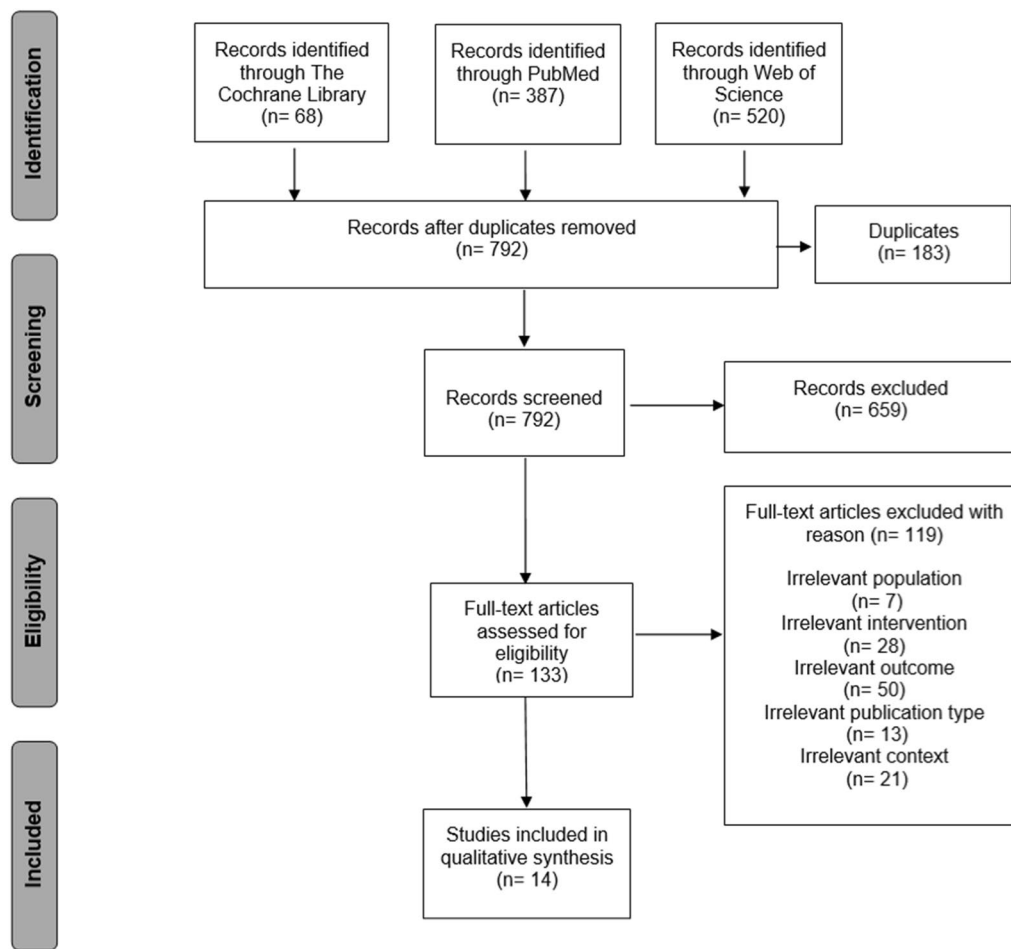 Identification
Records identified
through The
Cochrane Library
(n= 68)
Records identified
through PubMed
(n= 387)
Records identified
through Web of
Science
(n= 520)
Records after duplicates removed
(n= 792)
Duplicates
(n= 183)
Screening
Records screened
(n= 792)
Records excluded
(n= 659)
Eligibility
Full-text articles
assessed for
eligibility
(n= 133)
Full-text articles excluded with
reason (n= 119)
Irrelevant population
(n= 7)
Irrelevant intervention
(n= 28)
Irrelevant outcome
(n= 50)
Irrelevant publication type
(n= 13)
Irrelevant context
(n= 21)
Included
Studies included in
qualitative synthesis
(n= 14)